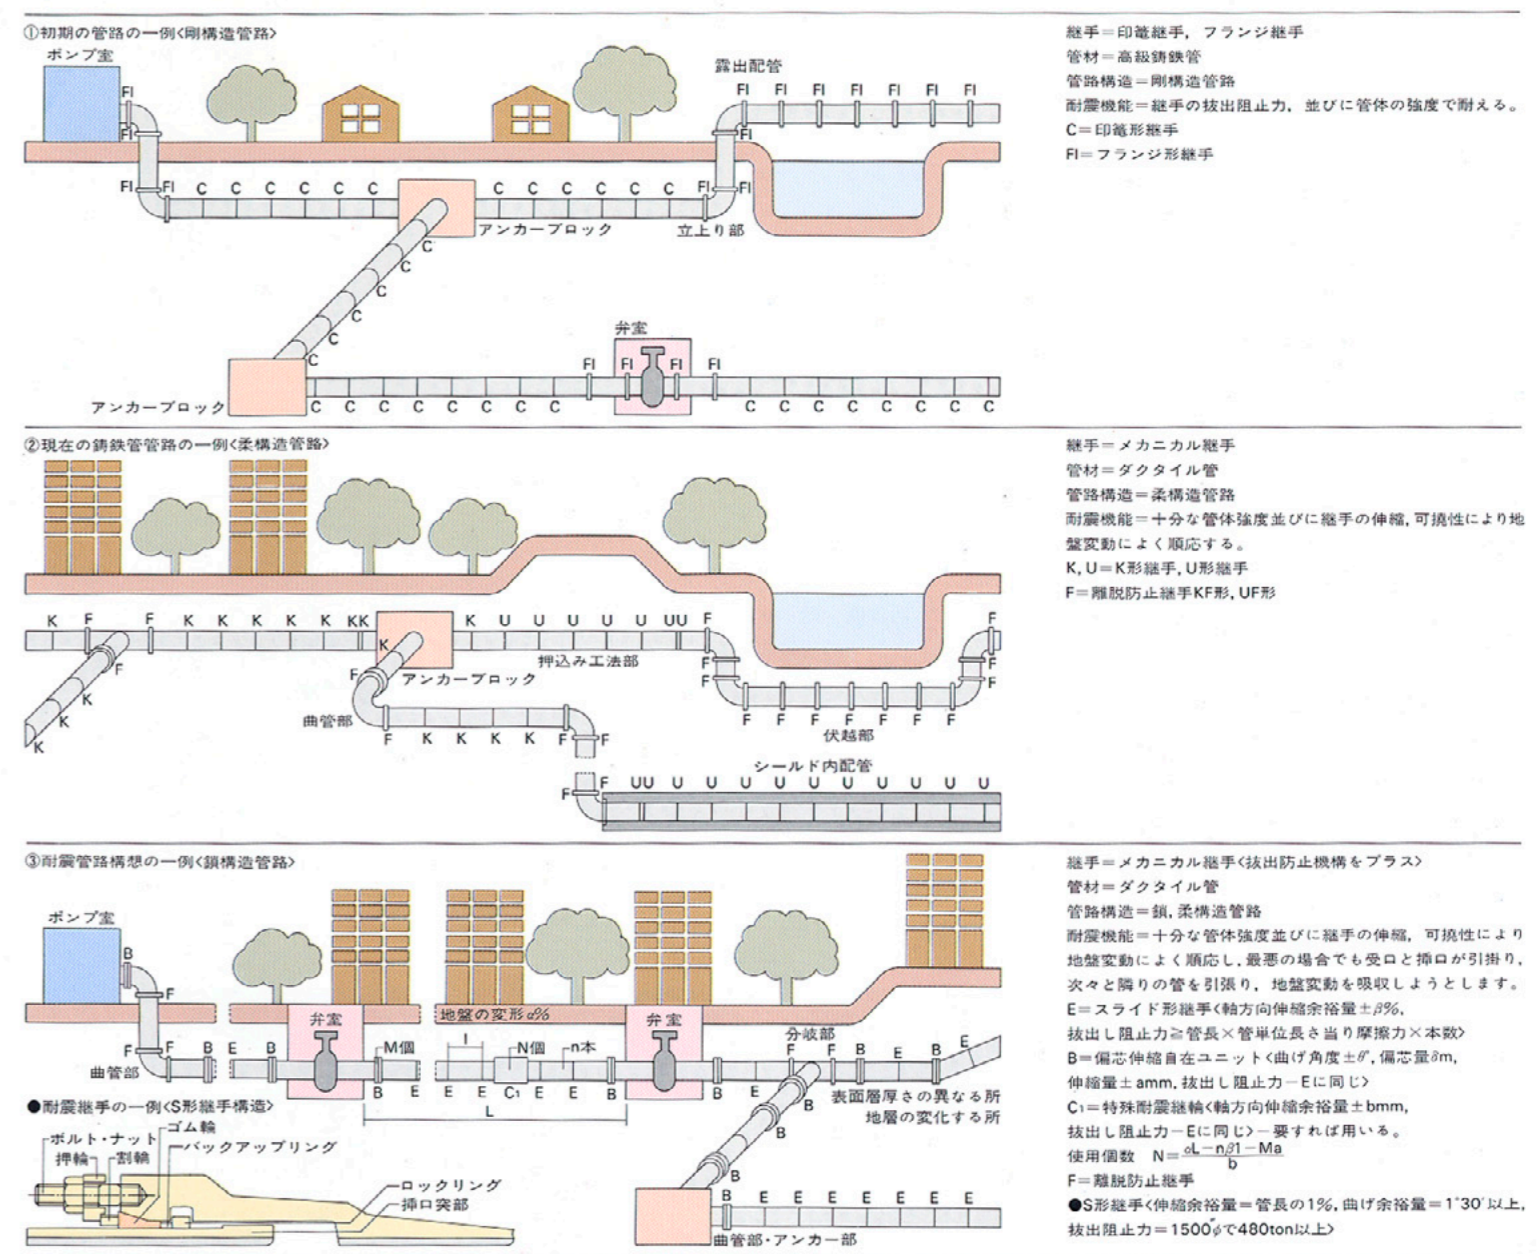 ①初期の管路の一例〈剛構造管路〉
ポンプ室
露出配管
FI FI FI FI FI FI FI
FI
FI
FI
FI FI C C C C C C
C C C C C C FI FI
アンカーブロック
立上り部
C
C
C
C
C
C
弁室
FI FI FI FI
アンカーブロック
C C C C C C C C
C C C C C C C C
継手＝印篭継手, フランジ継手
管材＝高級鋳鉄管
管路構造＝剛構造管路
耐震機能＝継手の抜出阻止力, 並びに管体の強度で耐える。
C＝印篭形継手
FI＝フランジ形継手
②現在の鋳鉄管管路の一例〈柔構造管路〉
K F F K K K K KK
K
K U U U U U UU F
F
F
F
F
F
押込み工法部
アンカーブロック
F
K
K
K
F
曲管部
F K K K K F F
F F F F F F F
伏越部
シールド内配管
F
F UU U U U U U U U U U U
継手＝メカニカル継手
管材＝ダクタイル管
管路構造＝柔構造管路
耐震機能＝十分な管体強度並びに継手の伸縮, 可撓性により地
盤変動によく順応する。
K, U＝K形継手, U形継手
F＝離脱防止継手KF形, UF形
③耐震管路構想の一例〈鎖構造管路〉
ポンプ室
B
F
F F B
曲管部
弁室
E B
M個
B E
地盤の変形α%
l
N個
n本
E E C₁ E E B
L
弁室
分岐部
F F B E B E
B E
表面層厚さの異なる所
地層の変化する所
B
B
B
B E E E E E E
曲管部・アンカー部
●耐震継手の一例〈S形継手構造〉
ゴム輪
ボルト・ナット
バックアップリング
押輪
割輪
ロックリング
挿口突部
継手＝メカニカル継手〈抜出防止機構をプラス〉
管材＝ダクタイル管
管路構造＝鎖, 柔構造管路
耐震機能＝十分な管体強度並びに継手の伸縮, 可撓性により
地盤変動によく順応し, 最悪の場合でも受口と挿口が引掛り,
次々と隣りの管を引張り, 地盤変動を吸収しようとします。
E＝スライド形継手〈軸方向伸縮余裕量±β%,
抜出し阻止力≧管長×管単位長さ当り摩擦力×本数〉
B＝偏芯伸縮自在ユニット〈曲げ角度±θ°, 偏芯量δm,
伸縮量±amm, 抜出し阻止力−Eに同じ〉
C₁＝特殊耐震継輪〈軸方向伸縮余裕量±bmm,
抜出し阻止力−Eに同じ〉−要すれば用いる。
使用個数 N＝(αL−nβl−Ma)/b
F＝離脱防止継手
●S形継手〈伸縮余裕量＝管長の1%, 曲げ余裕量＝1°30′以上,
抜出阻止力＝1500㎜φで480ton以上〉